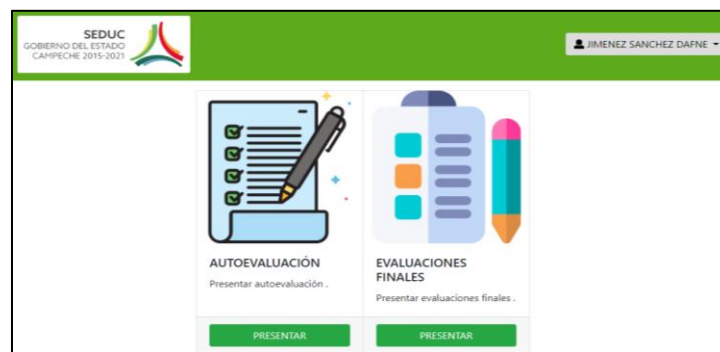 SEDUC
GOBIERNO DEL ESTADO
CAMPECHE 2015-2021
JIMENEZ SANCHEZ DAFNE
AUTOEVALUACIÓN
Presentar autoevaluación .
PRESENTAR
EVALUACIONES
FINALES
Presentar evaluaciones finales .
PRESENTAR